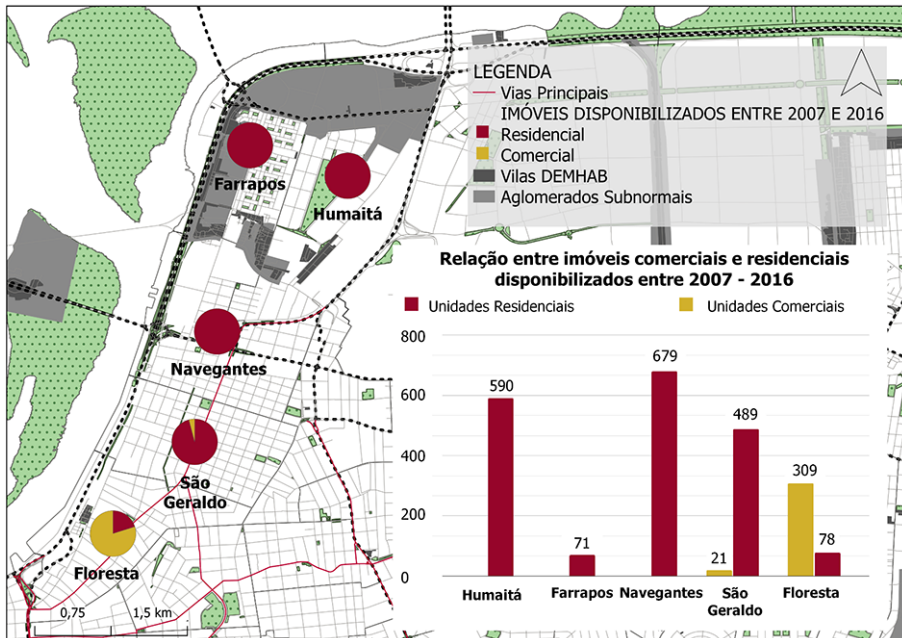 LEGENDA
Vias Principais
IMÓVEIS DISPONIBILIZADOS ENTRE 2007 E 2016
Residencial
Comercial
Vilas DEMHAB
Aglomerados Subnormais
Farrapos
Humaitá
Navegantes
São
Geraldo
Floresta
0,75
1,5 km
Relação entre imóveis comerciais e residenciais
disponibilizados entre 2007 - 2016
Unidades Residenciais
Unidades Comerciais
800
600
400
200
0
590
71
679
21
489
309
78
Humaitá
Farrapos
Navegantes
São
Geraldo
Floresta